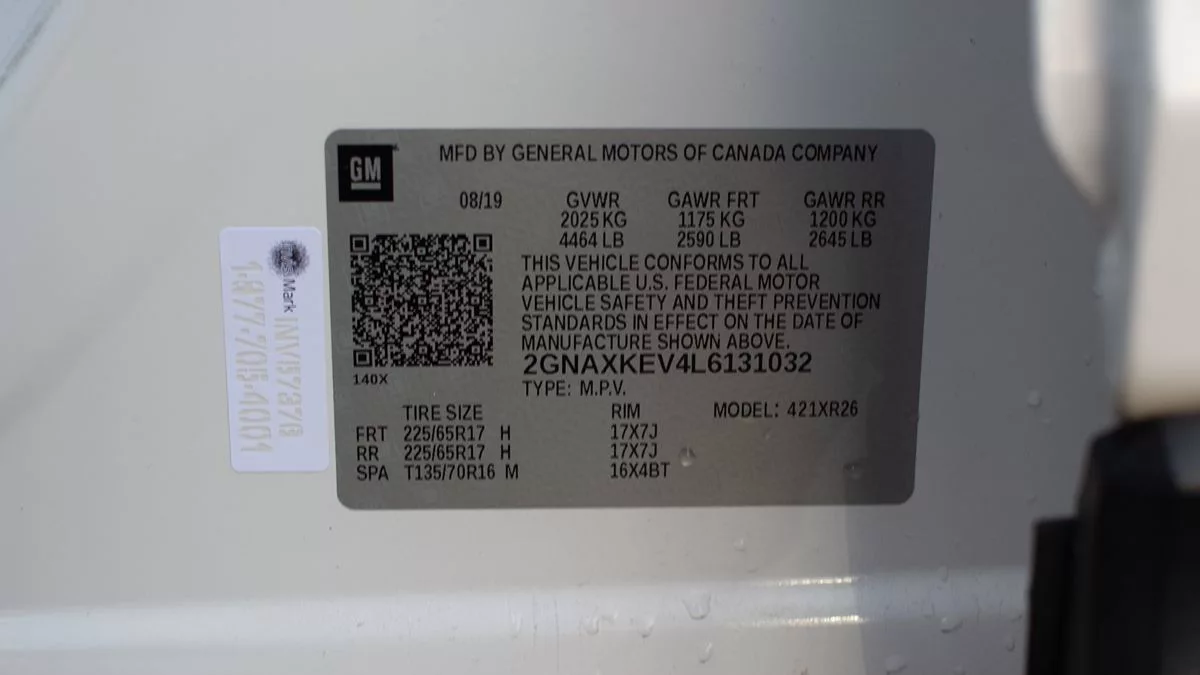 GM
MFD BY GENERAL MOTORS OF CANADA COMPANY
08/19 GVWR GAWR FRT GAWR RR
2025 KG 1175 KG 1200 KG
4464 LB 2590 LB 2645 LB
THIS VEHICLE CONFORMS TO ALL
APPLICABLE U.S. FEDERAL MOTOR
VEHICLE SAFETY AND THEFT PREVENTION
STANDARDS IN EFFECT ON THE DATE OF
MANUFACTURE SHOWN ABOVE.
2GNAXKEV4L6131032
TYPE: M.P.V.
140X
TIRE SIZE RIM MODEL: 421XR26
FRT 225/65R17 H 17X7J
RR 225/65R17 H 17X7J
SPA T135/70R16 M 16X4BT
Mark